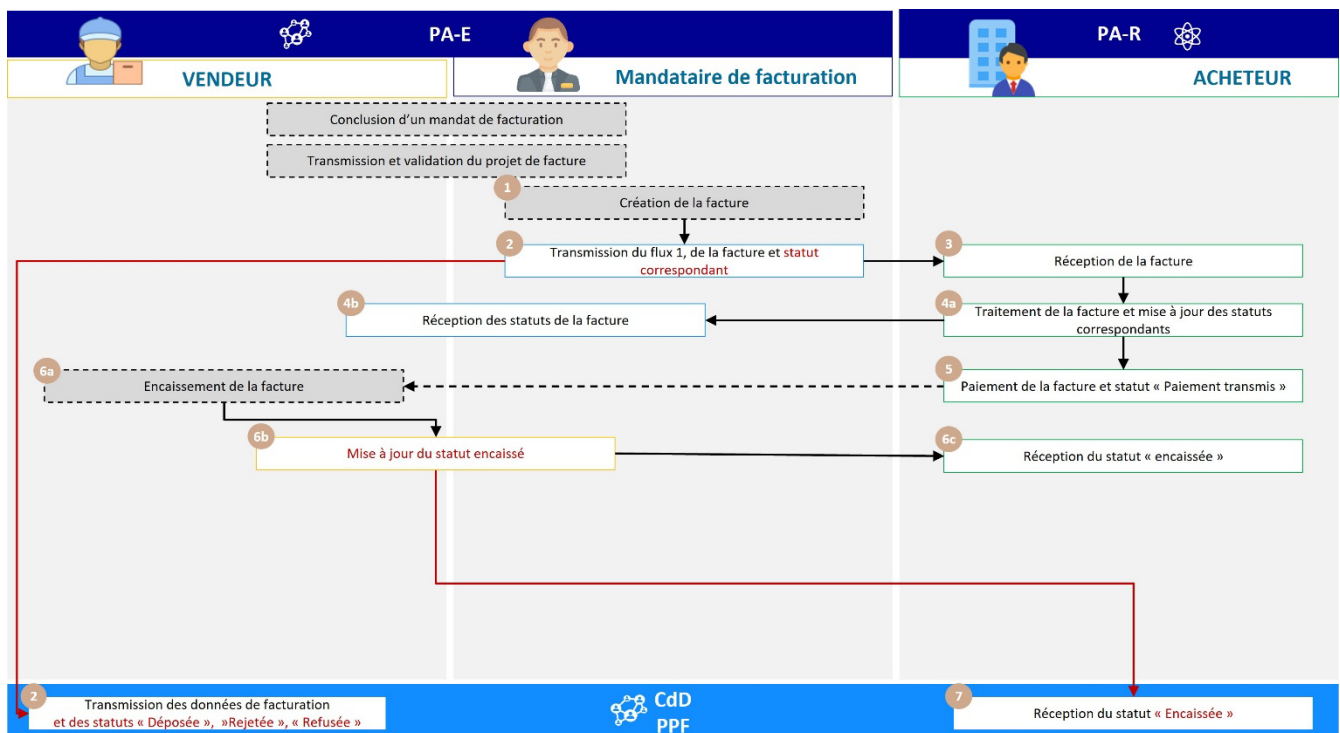 PA-E
PA-R
VENDEUR
Mandataire de facturation
ACHETEUR
Conclusion d'un mandat de facturation
Transmission et validation du projet de facture
1
Création de la facture
2
Transmission du flux 1, de la facture et statut
correspondant
3
Réception de la facture
4b
Réception des statuts de la facture
4a
Traitement de la facture et mise à jour des statuts
correspondants
6a
Encaissement de la facture
5
Paiement de la facture et statut « Paiement transmis »
6b
Mise à jour du statut encaissé
6c
Réception du statut « encaissée »
2
Transmission des données de facturation
et des statuts « Déposée », »Rejetée », « Refusée »
CdD
PPF
7
Réception du statut « Encaissée »